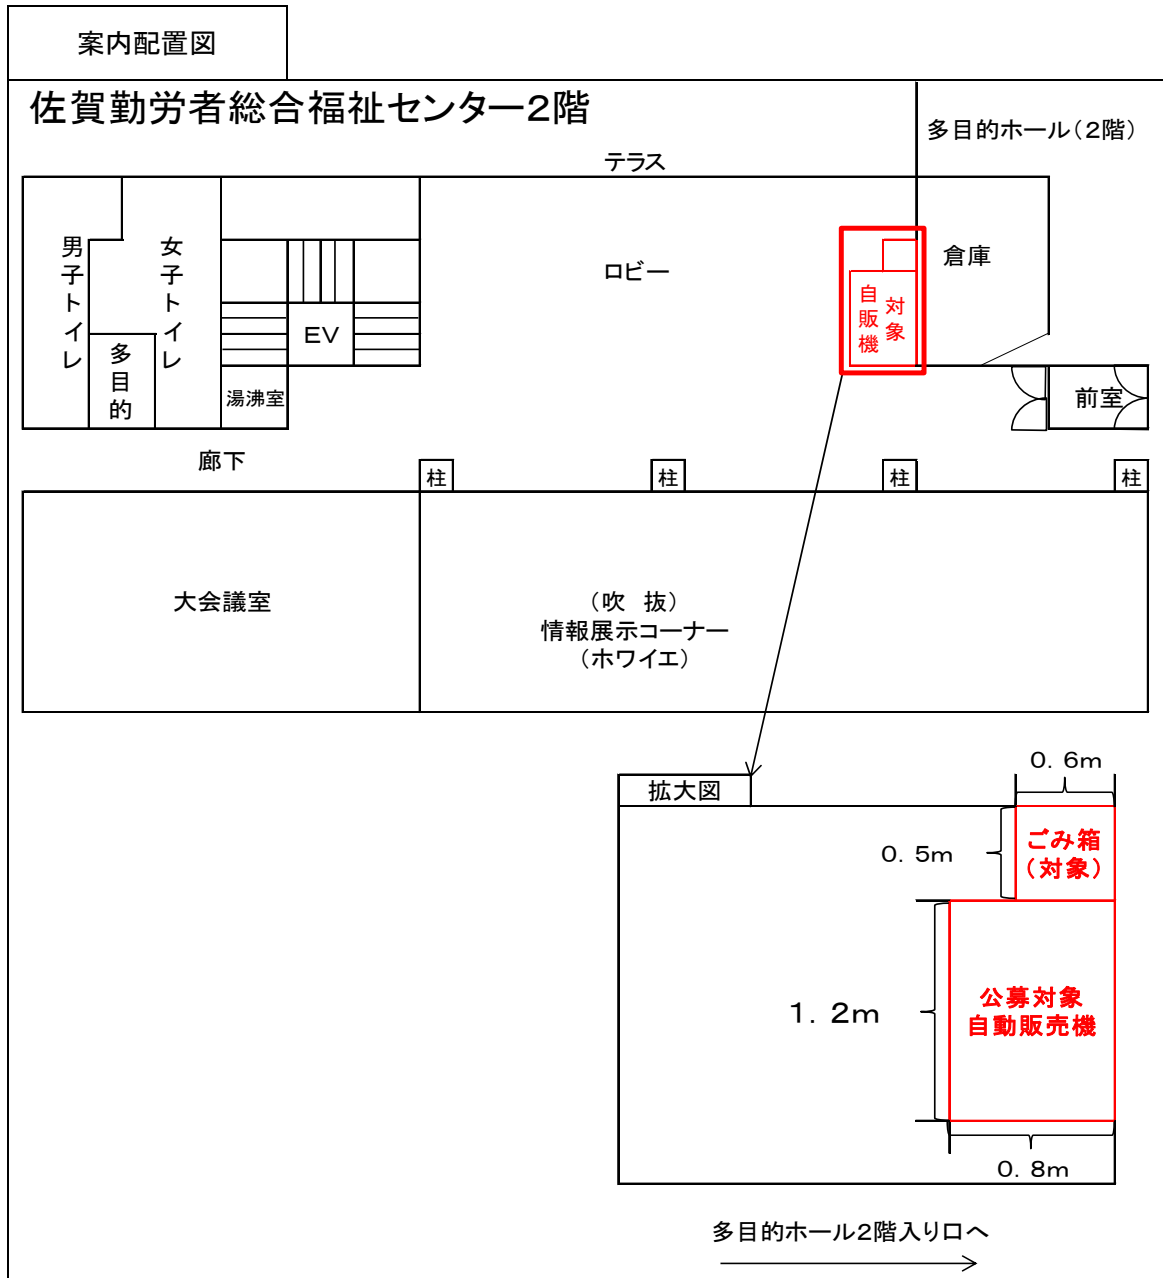 案内配置図
佐賀勤労者総合福祉センター2階
多目的ホール(2階)
テラス
男子トイレ
女子トイレ
多目的
EV
湯沸室
ロビー
対象
自販機
倉庫
前室
廊下
柱
柱
柱
柱
大会議室
(吹 抜)
情報展示コーナー
(ホワイエ)
拡大図
0.6m
0.5m
ごみ箱
(対象)
1.2m
公募対象
自動販売機
0.8m
多目的ホール2階入り口へ